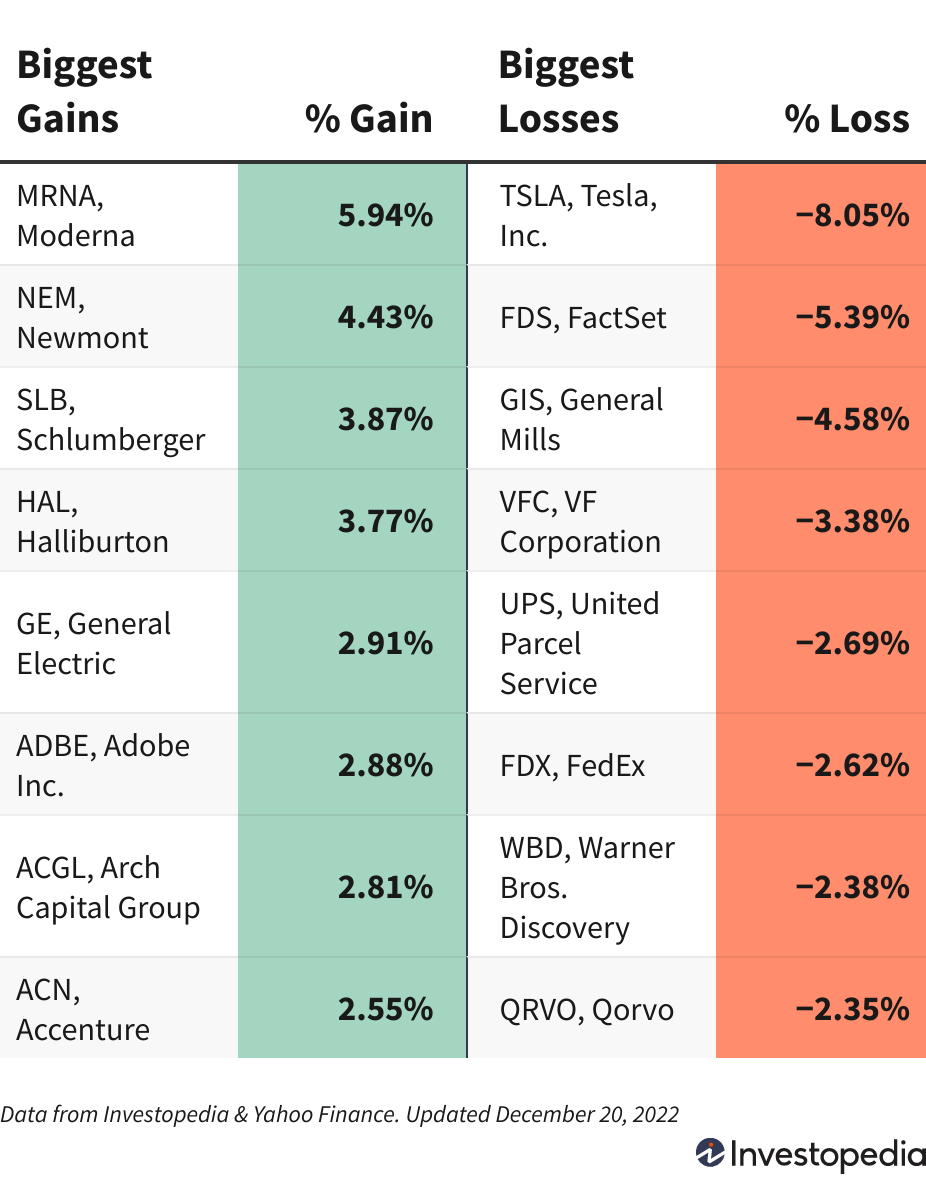 Biggest
Gains
% Gain
Biggest
Losses
% Loss
MRNA,
Moderna
5.94%
TSLA, Tesla,
Inc.
−8.05%
NEM,
Newmont
4.43%
FDS, FactSet
−5.39%
SLB,
Schlumberger
3.87%
GIS, General
Mills
−4.58%
HAL,
Halliburton
3.77%
VFC, VF
Corporation
−3.38%
GE, General
Electric
2.91%
UPS, United
Parcel
Service
−2.69%
ADBE, Adobe
Inc.
2.88%
FDX, FedEx
−2.62%
ACGL, Arch
Capital Group
2.81%
WBD, Warner
Bros.
Discovery
−2.38%
ACN,
Accenture
2.55%
QRVO, Qorvo
−2.35%
Data from Investopedia & Yahoo Finance. Updated December 20, 2022
Investopedia